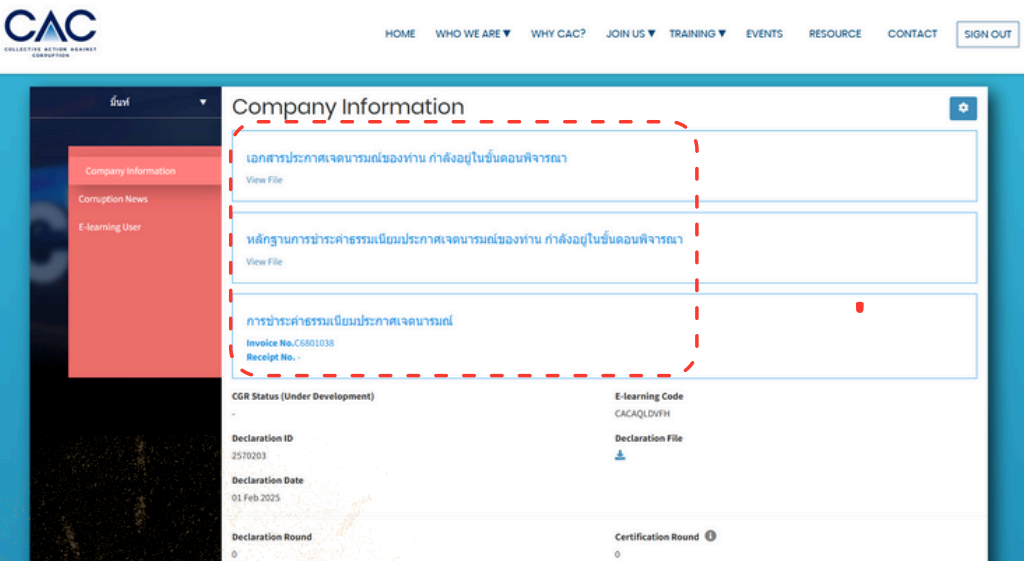 CAC
COLLECTIVE ACTION AGAINST
CORRUPTION
HOME WHO WE ARE ▼ WHY CAC? JOIN US ▼ TRAINING ▼ EVENTS RESOURCE CONTACT SIGN OUT
มิ้นท์ ▼
Company Information
Corruption News
E-learning User
Company Information
เอกสารประกาศเจตนารมณ์ของท่าน กำลังอยู่ในขั้นตอนพิจารณา
View File
หลักฐานการชำระค่าธรรมเนียมประกาศเจตนารมณ์ของท่าน กำลังอยู่ในขั้นตอนพิจารณา
View File
การชำระค่าธรรมเนียมประกาศเจตนารมณ์
Invoice No.C6801038
Receipt No. -
CGR Status (Under Development) E-learning Code
- CACAQLDVFH
Declaration ID Declaration File
2570203
Declaration Date
01 Feb 2025
Declaration Round Certification Round
0 0